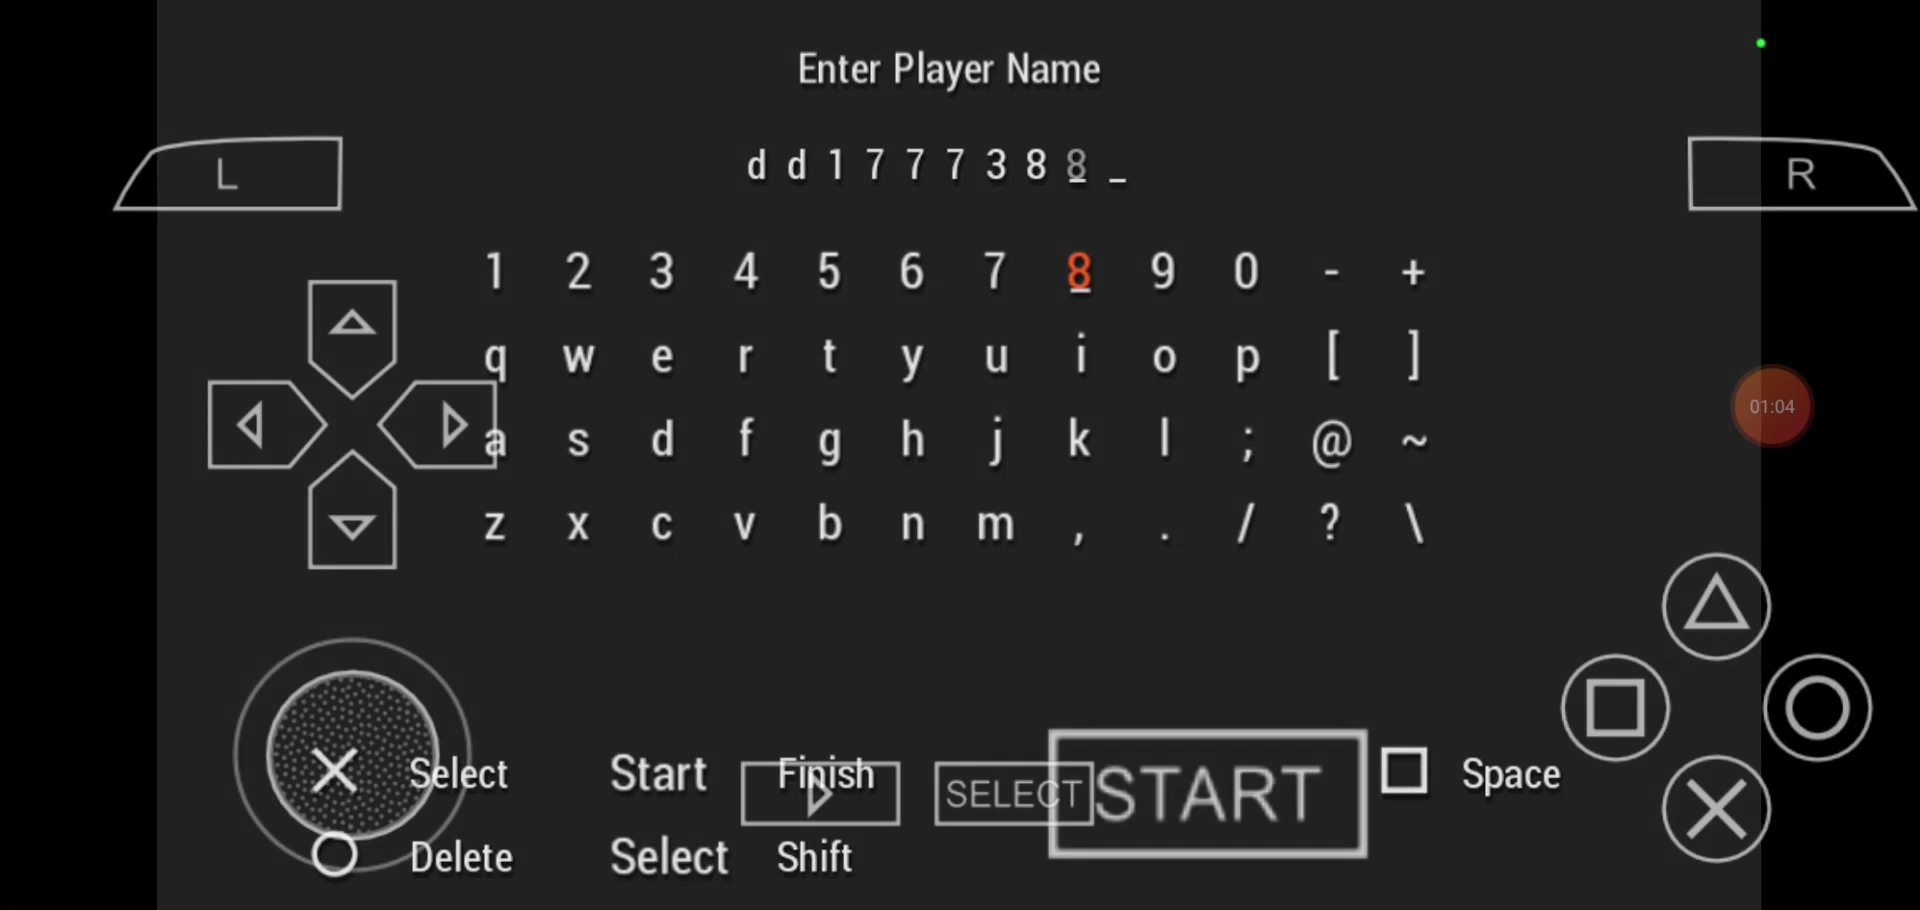 Enter Player Name
L
d d 1 7 7 7 3 8 8 _
R
1 2 3 4 5 6 7 8 9 0 - +
q w e r t y u i o p [ ]
a s d f g h j k l ; @ ~
z x c v b n m , . / ? \
01:04
Select Start Finish SELECT START Space
Delete Select Shift